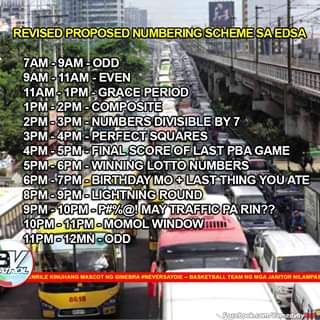 REVISED PROPOSED NUMBERING SCHEME SA EDSA
7AM - 9AM - ODD
9AM - 11AM - EVEN
11AM - 1PM - GRACE PERIOD
1PM - 2PM - COMPOSITE
2PM - 3PM - NUMBERS DIVISIBLE BY 7
3PM - 4PM - PERFECT SQUARES
4PM - 5PM - FINAL SCORE OF LAST PBA GAME
5PM - 6PM - WINNING LOTTO NUMBERS
6PM - 7PM - BIRTHDAY MO + LAST THING YOU ATE
8PM - 9PM - LIGHTNING ROUND
9PM - 10PM - P#%@! MAY TRAFFIC PA RIN??
10PM - 11PM - MOMOL WINDOW
11PM - 12MN - ODD
NRILE KINUHANG MASCOT NG GINEBRA #NEVERSAYDIE -- BASKETBALL TEAM NG MGA JANITOR NILAMPASO